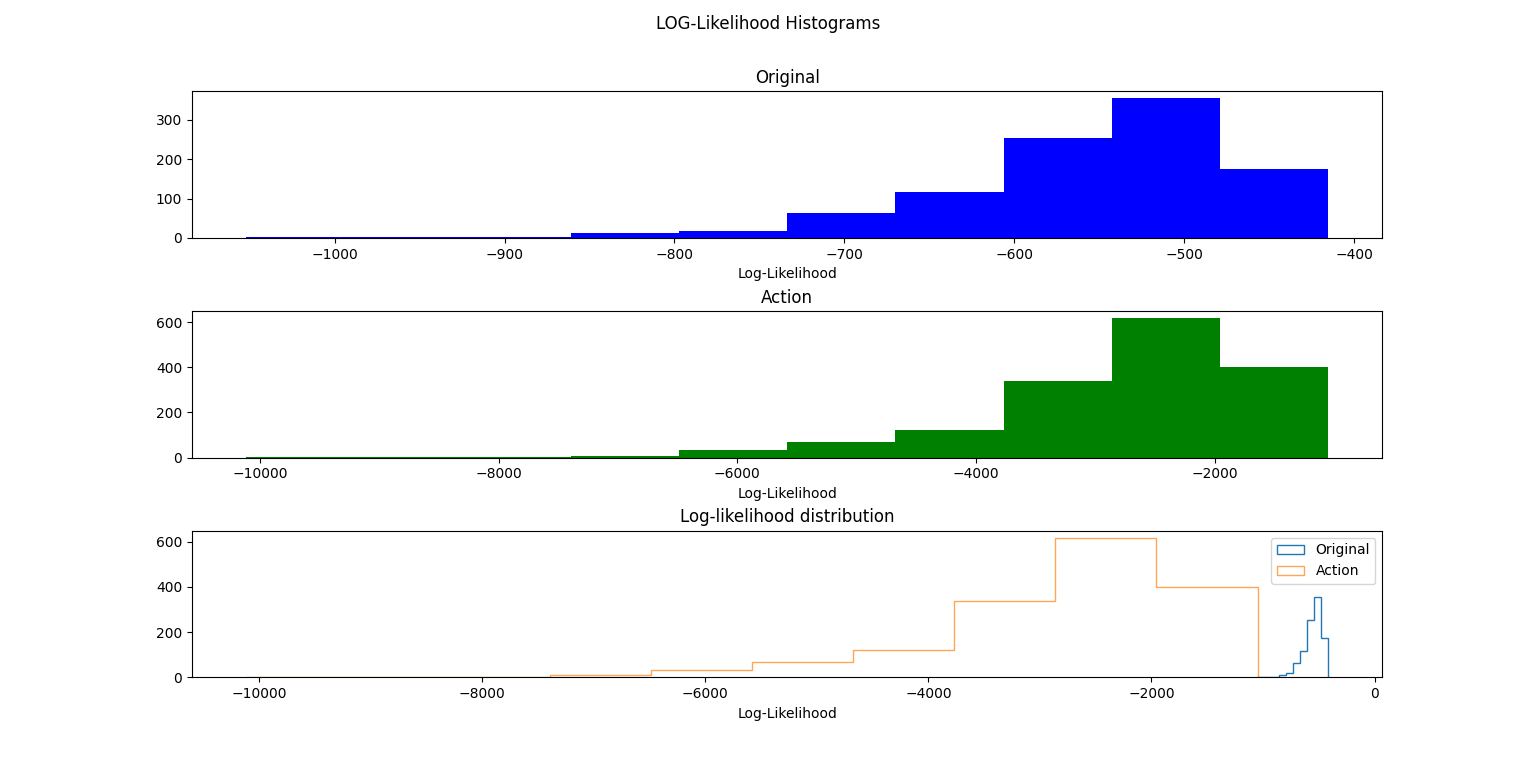 LOG-Likelihood Histograms
Original
300
200
100
0
−1000 −900 −800 −700 −600 −500 −400
Log-Likelihood
Action
600
400
200
0
−10000 −8000 −6000 −4000 −2000
Log-Likelihood
Log-likelihood distribution
600
400
200
0
Original
Action
−10000 −8000 −6000 −4000 −2000 0
Log-Likelihood